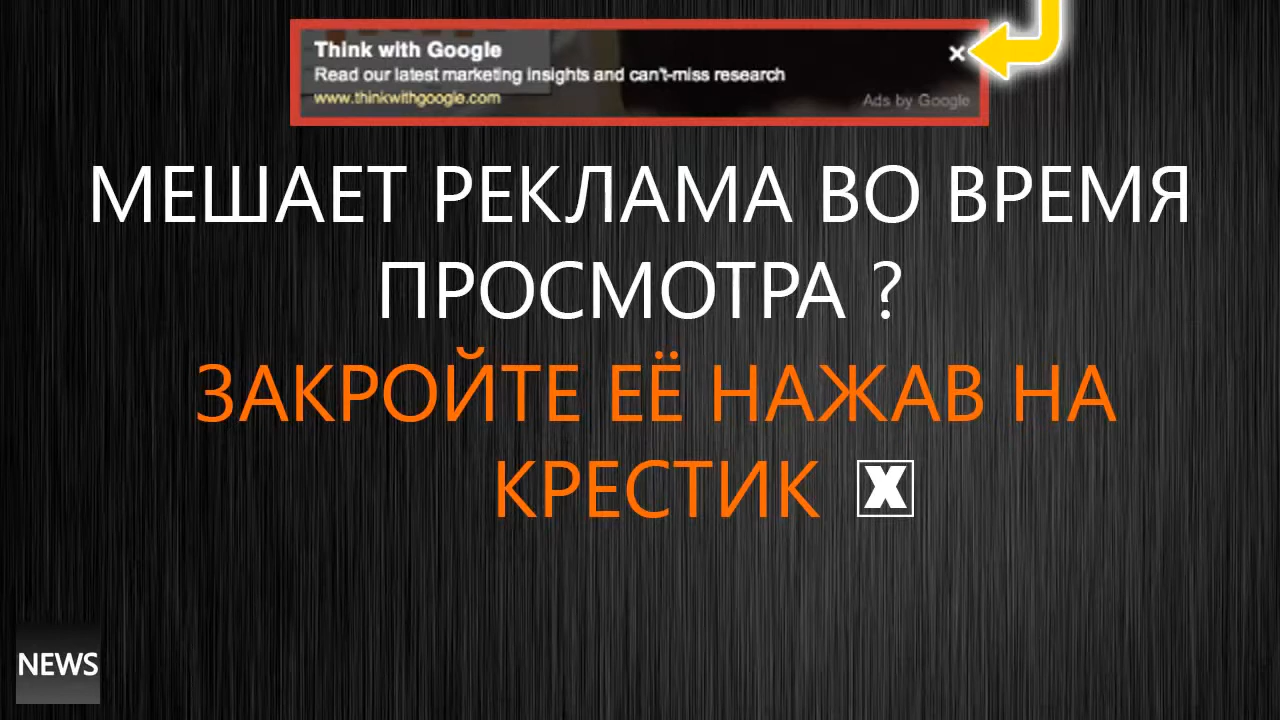 Think with Google
Read our latest marketing insights and can't-miss research
www.thinkwithgoogle.com
Ads by Google
МЕШАЕТ РЕКЛАМА ВО ВРЕМЯ
ПРОСМОТРА ?
ЗАКРОЙТЕ ЕЁ НАЖАВ НА
КРЕСТИК X
NEWS